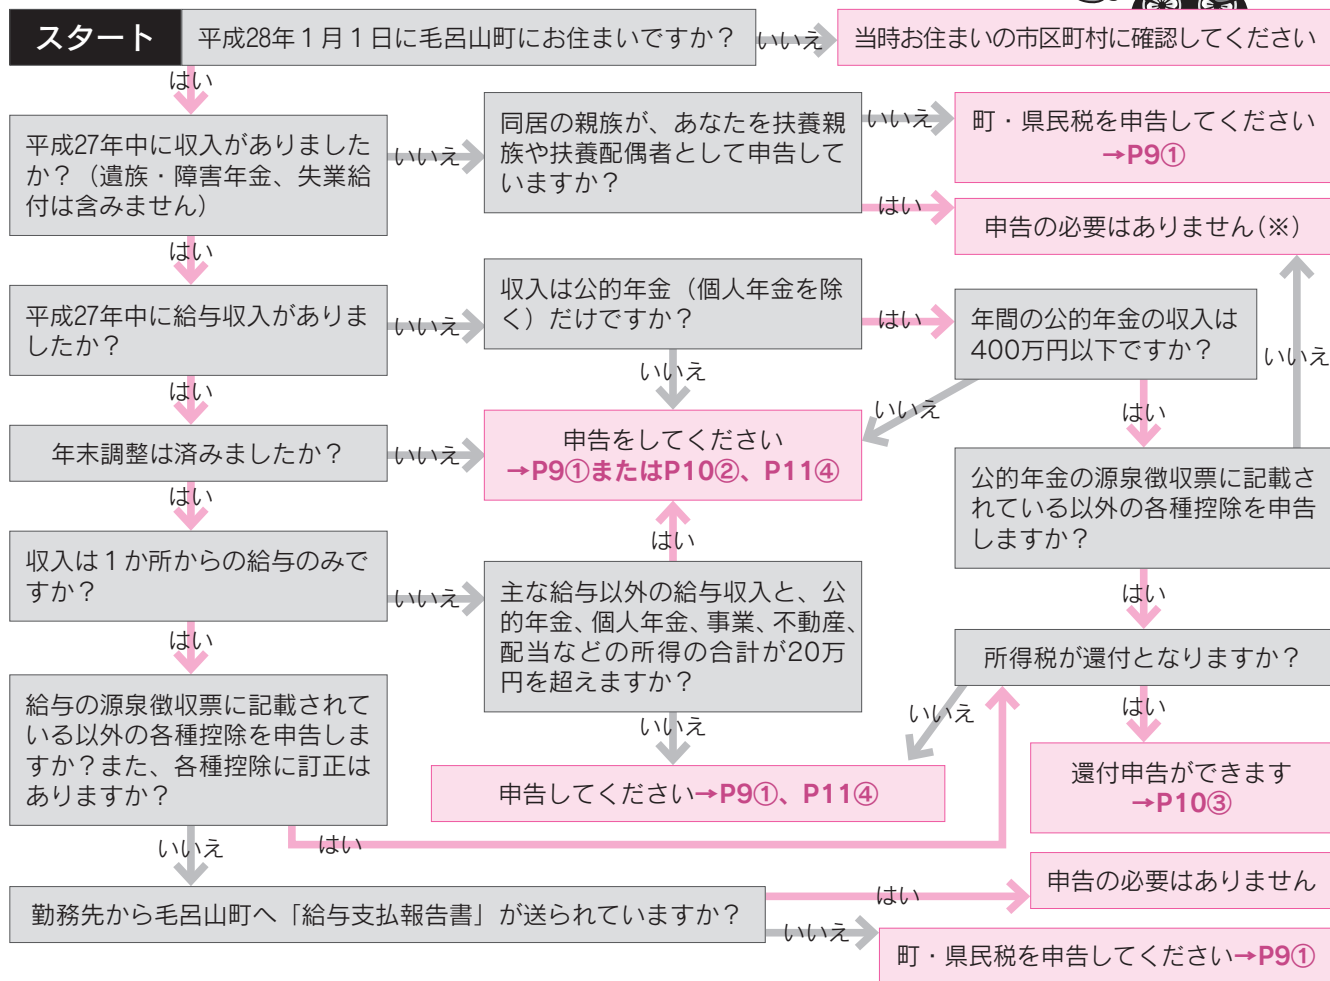 スタート
平成28年1月1日に毛呂山町にお住まいですか？
いいえ
当時お住まいの市区町村に確認してください
はい
平成27年中に収入がありました
か？（遺族・障害年金、失業給
付は含みません）
いいえ
同居の親族が、あなたを扶養親
族や扶養配偶者として申告して
いますか？
いいえ
町・県民税を申告してください
→P9①
はい
申告の必要はありません(※)
はい
平成27年中に給与収入がありま
したか？
いいえ
収入は公的年金（個人年金を除
く）だけですか？
はい
年間の公的年金の収入は
400万円以下ですか？
いいえ
いいえ
いいえ
はい
はい
年末調整は済みましたか？
いいえ
申告をしてください
→P9①またはP10②、P11④
公的年金の源泉徴収票に記載さ
れている以外の各種控除を申告
しますか？
はい
はい
収入は１か所からの給与のみで
すか？
いいえ
主な給与以外の給与収入と、公
的年金、個人年金、事業、不動産、
配当などの所得の合計が20万
円を超えますか？
はい
所得税が還付となりますか？
はい
いいえ
はい
いいえ
給与の源泉徴収票に記載されて
いる以外の各種控除を申告しま
すか？また、各種控除に訂正は
ありますか？
申告してください→P9①、P11④
還付申告ができます
→P10③
いいえ
はい
勤務先から毛呂山町へ「給与支払報告書」が送られていますか？
はい
申告の必要はありません
いいえ
町・県民税を申告してください→P9①